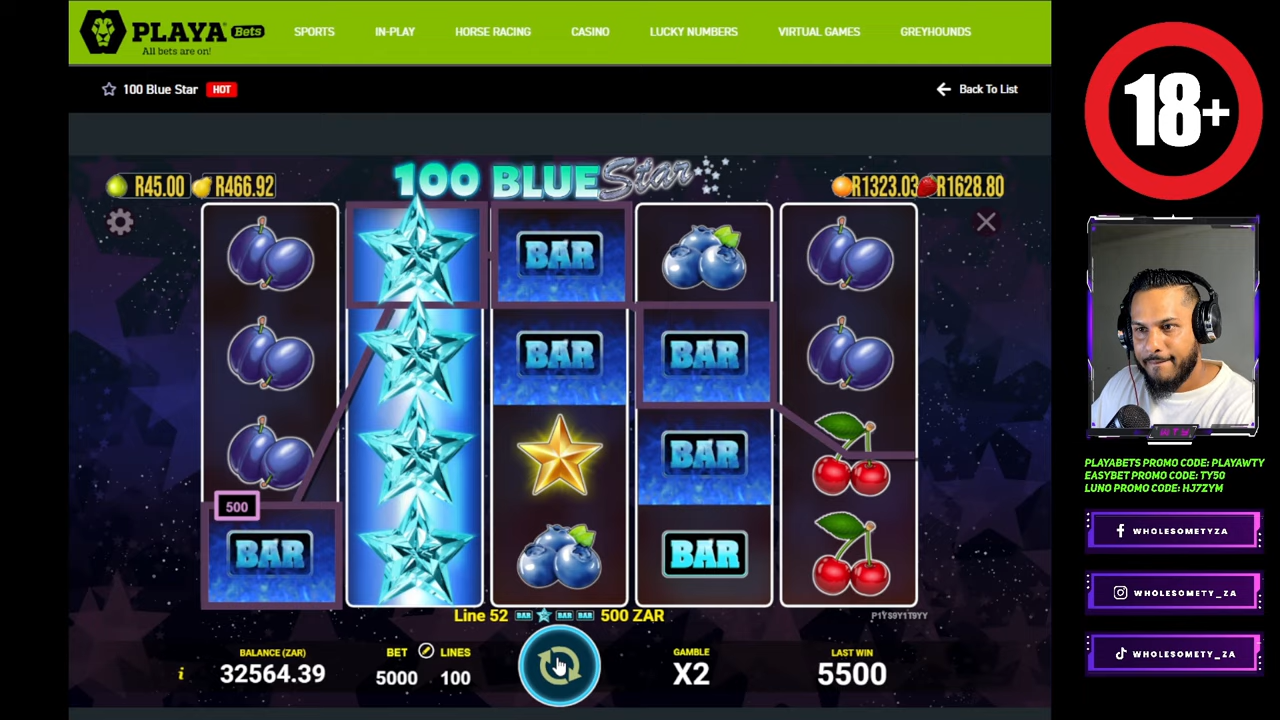 PLAYA Bets
All bets are on!
SPORTS IN-PLAY HORSE RACING CASINO LUCKY NUMBERS VIRTUAL GAMES GREYHOUNDS
100 Blue Star HOT
Back To List
18+
R45.00 R466.92
100 BLUE Star
R1323.03 R1628.80
BAR
BAR BAR
BAR
500
BAR BAR
Line 52 BAR BAR BAR 500 ZAR
BALANCE (ZAR)
32564.39
BET LINES
5000 100
GAMBLE
X2
LAST WIN
5500
WTW
PLAYABETS PROMO CODE: PLAYAWTY
EASYBET PROMO CODE: TY50
LUNO PROMO CODE: HJ7ZYM
WHOLESOMETYZA
WHOLESOMETY_ZA
WHOLESOMETY_ZA